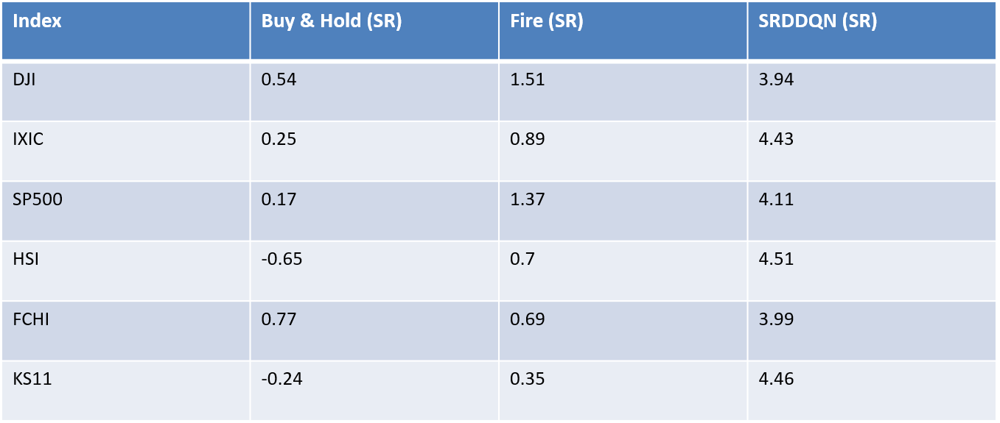 Index Buy & Hold (SR) Fire (SR) SRDDQN (SR)
DJI 0.54 1.51 3.94
IXIC 0.25 0.89 4.43
SP500 0.17 1.37 4.11
HSI -0.65 0.7 4.51
FCHI 0.77 0.69 3.99
KS11 -0.24 0.35 4.46